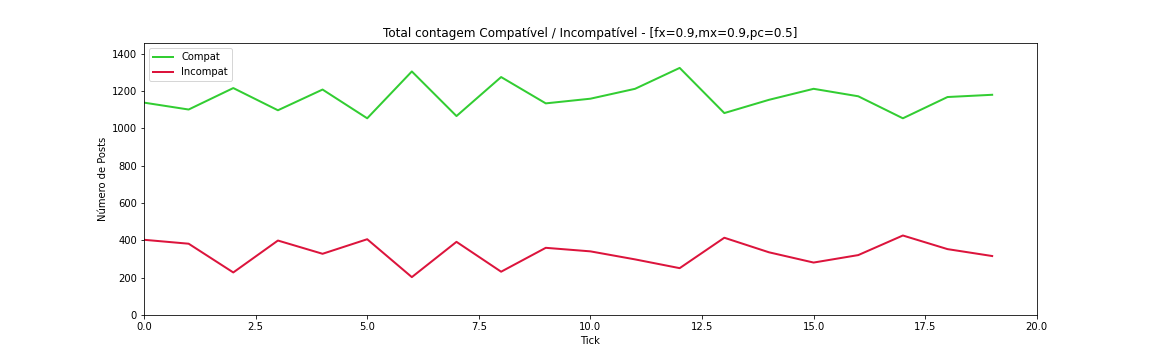 Total contagem Compatível / Incompatível - [fx=0.9,mx=0.9,pc=0.5]
Compat
Incompat
Número de Posts
1400
1200
1000
800
600
400
200
0
0.0 2.5 5.0 7.5 10.0 12.5 15.0 17.5 20.0
Tick